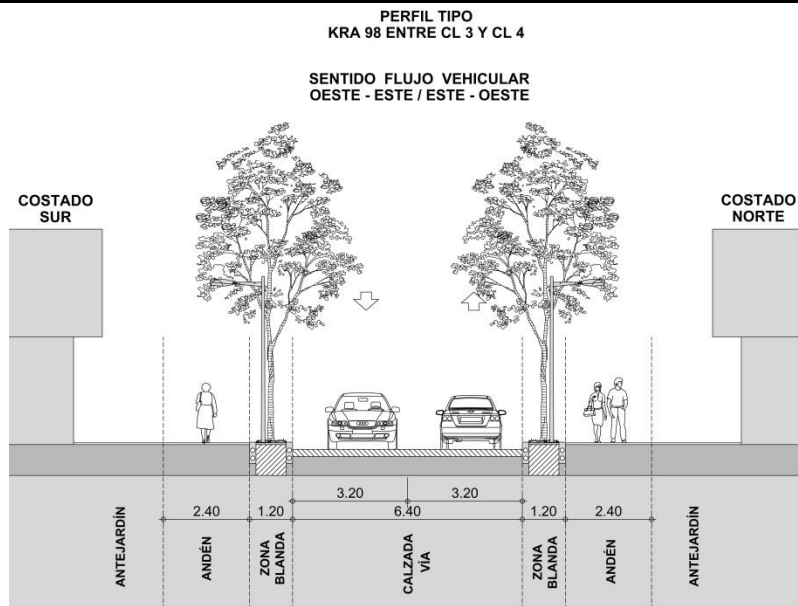 PERFIL TIPO
KRA 98 ENTRE CL 3 Y CL 4
SENTIDO FLUJO VEHICULAR
OESTE - ESTE / ESTE - OESTE
COSTADO
SUR
COSTADO
NORTE
3.20
3.20
2.40
1.20
6.40
1.20
2.40
ANTEJARDÍN
ANDÉN
ZONA
BLANDA
CALZADA
VÍA
ZONA
BLANDA
ANDÉN
ANTEJARDÍN